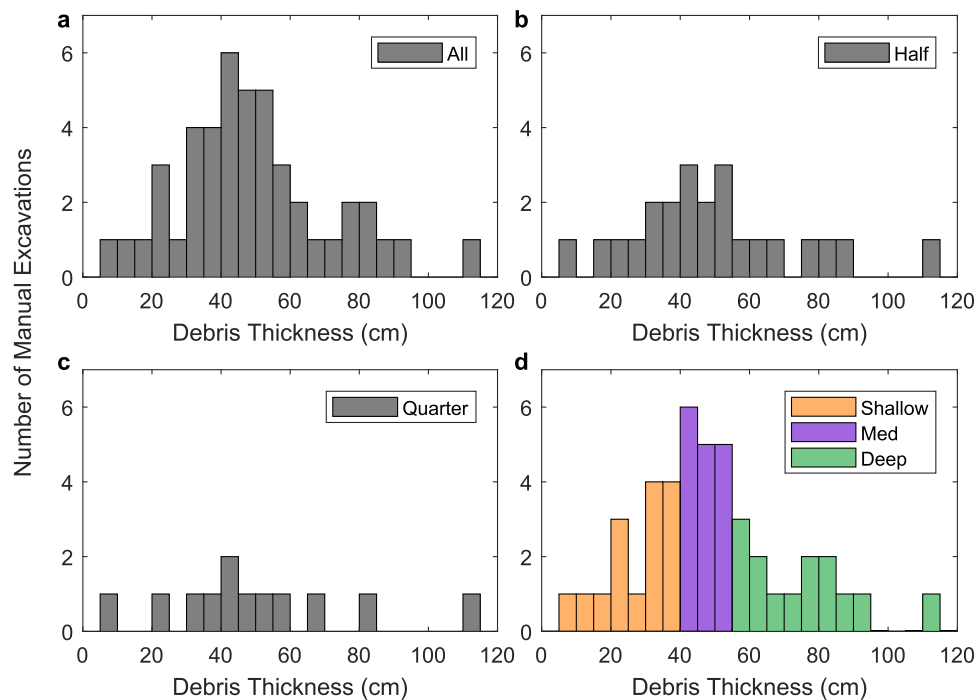 a
All
6
4
2
0
0 20 40 60 80 100 120
Debris Thickness (cm)
b
Half
6
4
2
0
0 20 40 60 80 100 120
Debris Thickness (cm)
Number of Manual Excavations
c
Quarter
6
4
2
0
0 20 40 60 80 100 120
Debris Thickness (cm)
d
Shallow
Med
Deep
6
4
2
0
0 20 40 60 80 100 120
Debris Thickness (cm)